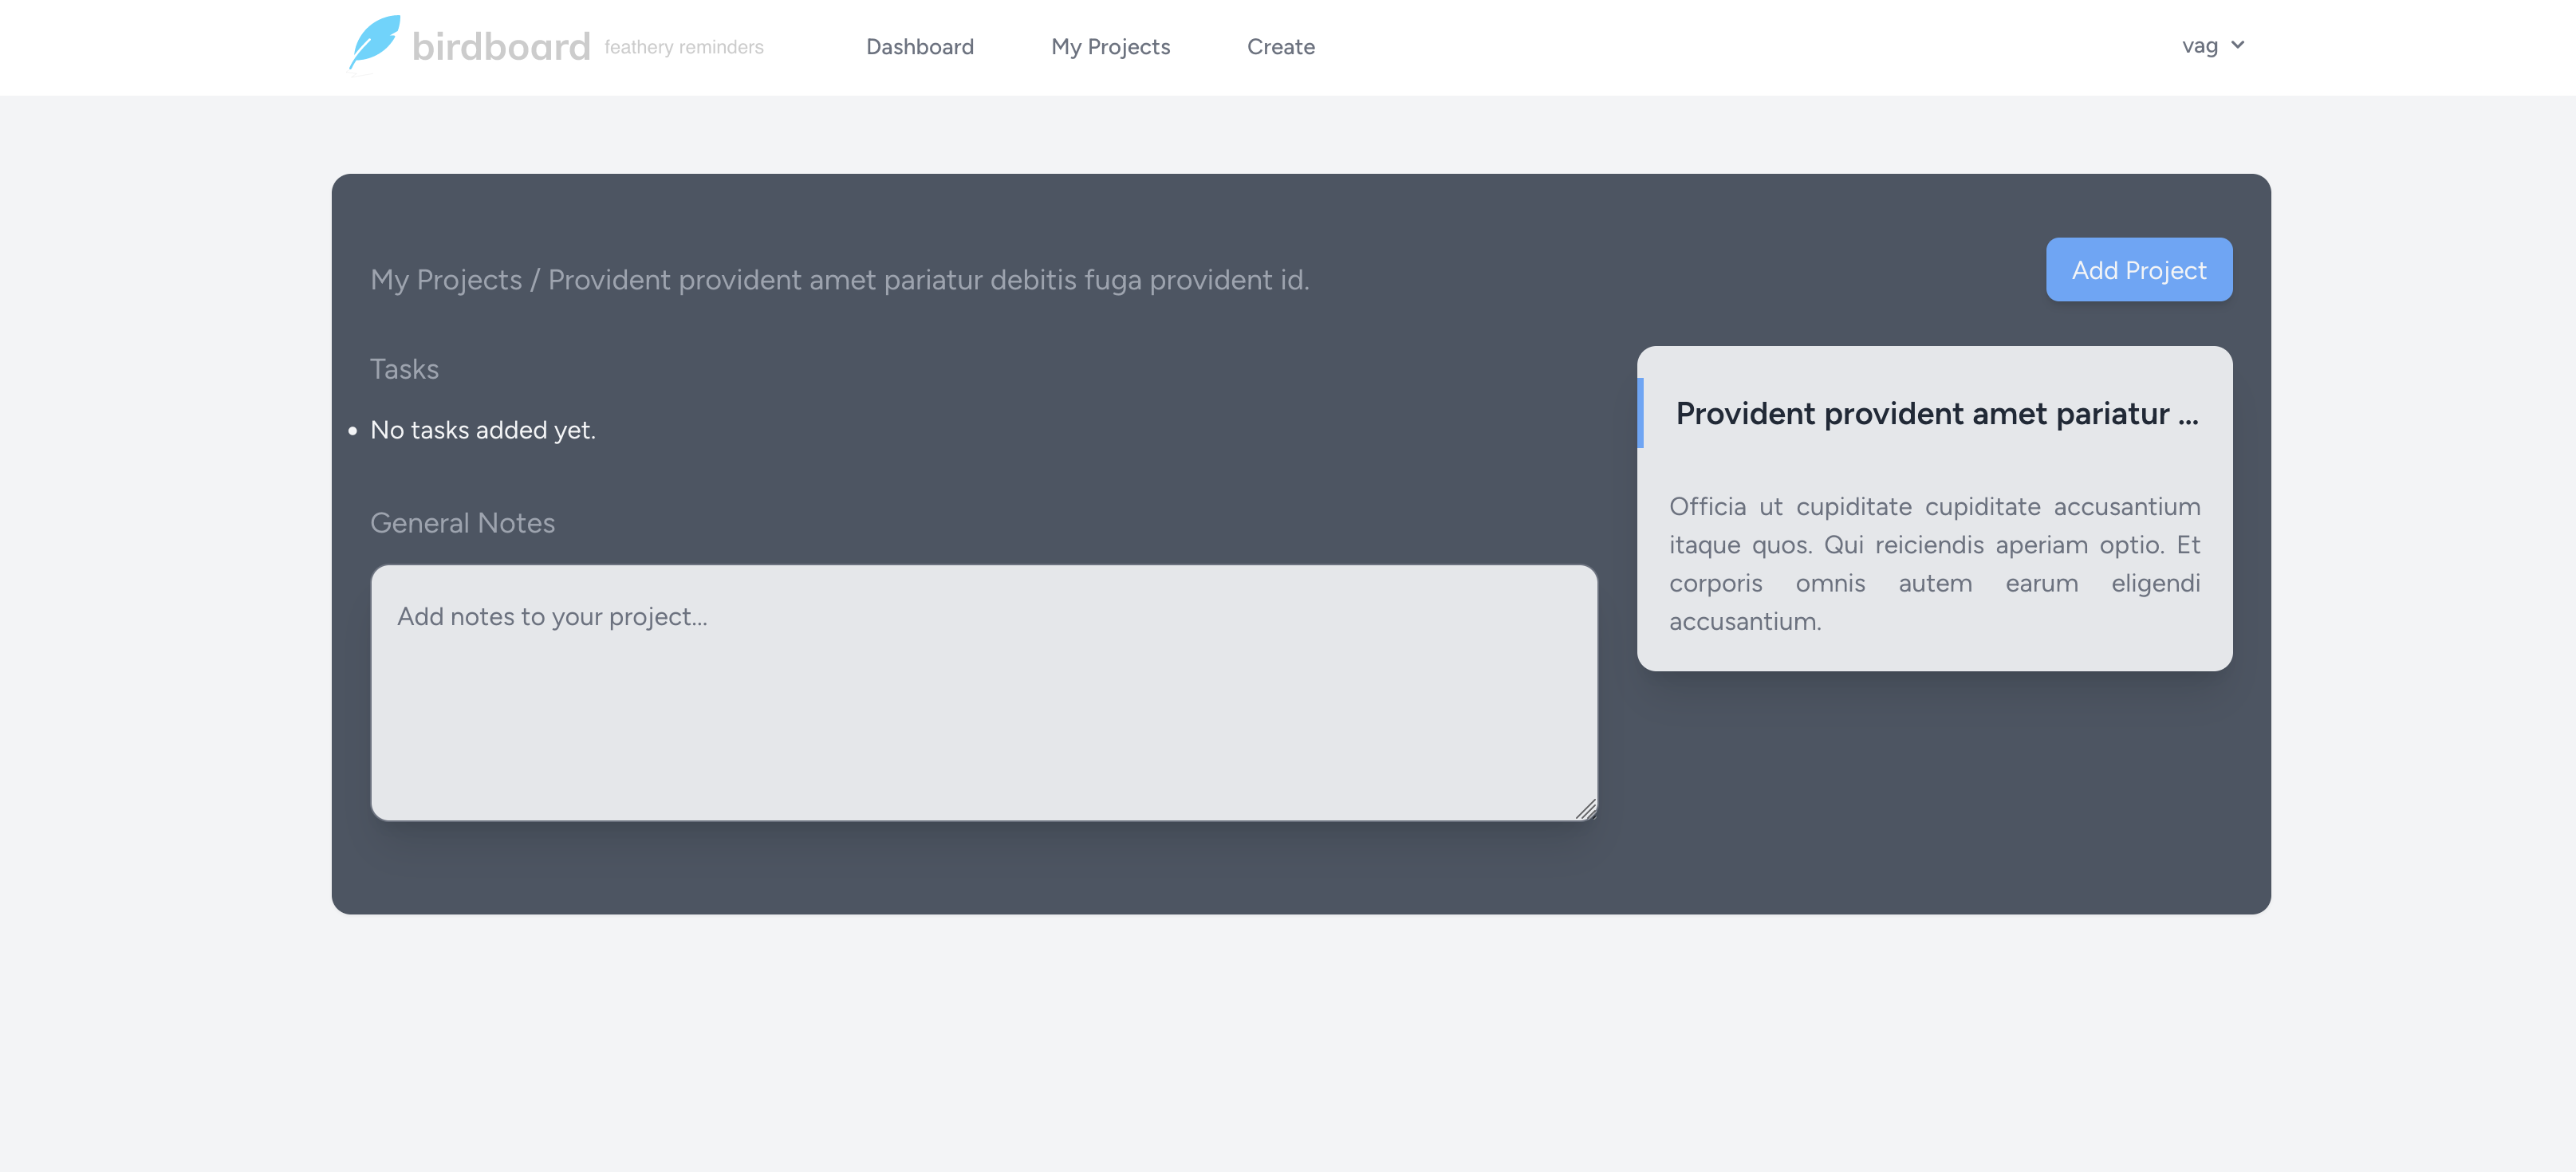 birdboard feathery reminders Dashboard My Projects Create vag
My Projects / Provident provident amet pariatur debitis fuga provident id.
Add Project
Tasks
• No tasks added yet.
General Notes
Add notes to your project...
Provident provident amet pariatur ...
Officia ut cupiditate cupiditate accusantium
itaque quos. Qui reiciendis aperiam optio. Et
corporis omnis autem earum eligendi
accusantium.